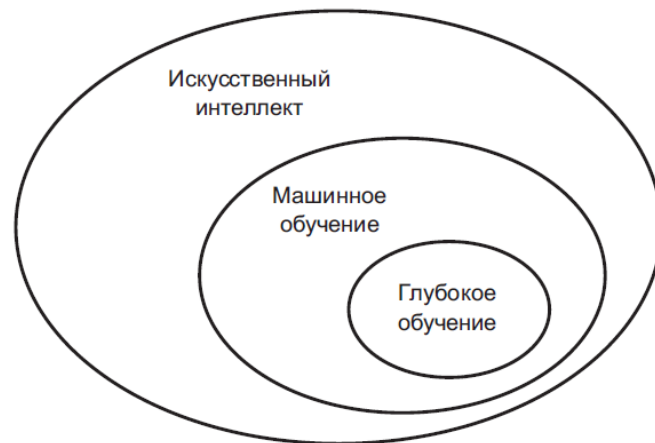 Искусственный
интеллект
Машинное
обучение
Глубокое
обучение